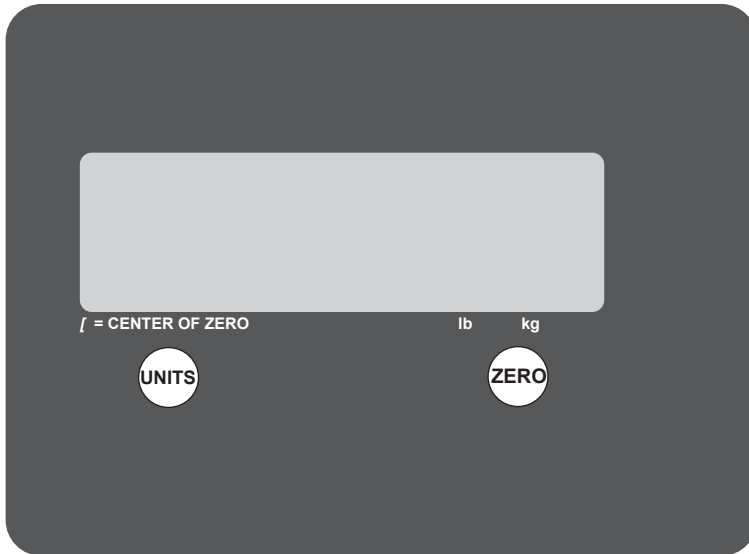 [ = CENTER OF ZERO lb kg
UNITS ZERO